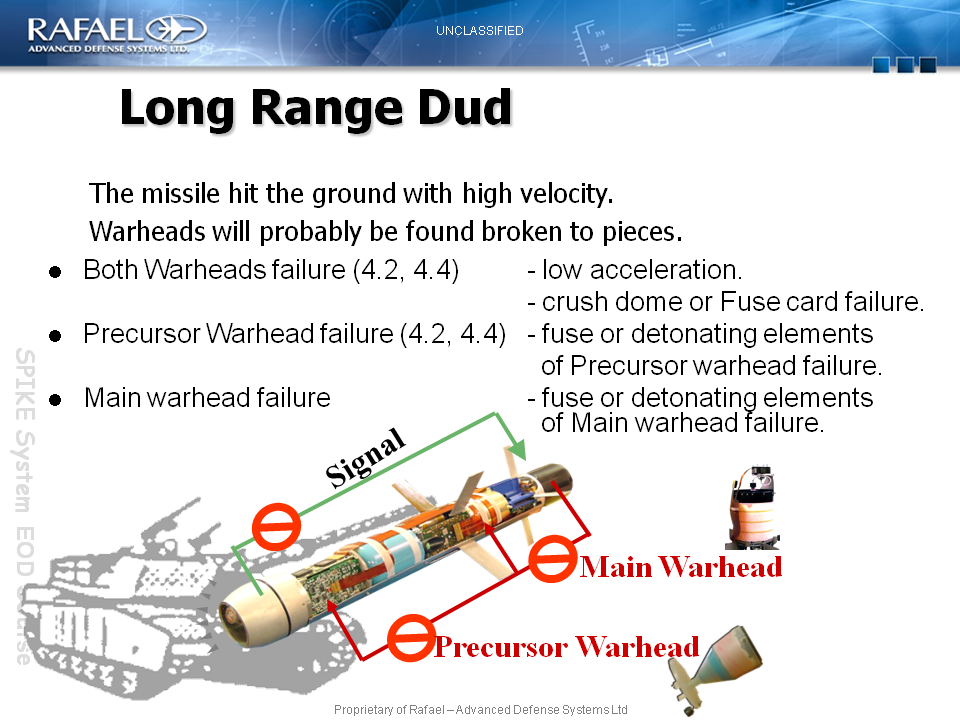 RAFAEL
ADVANCED DEFENSE SYSTEMS LTD.
UNCLASSIFIED
Long Range Dud
The missile hit the ground with high velocity.
Warheads will probably be found broken to pieces.
● Both Warheads failure (4.2, 4.4) - low acceleration.
- crush dome or Fuse card failure.
● Precursor Warhead failure (4.2, 4.4) - fuse or detonating elements
of Precursor warhead failure.
● Main warhead failure - fuse or detonating elements
of Main warhead failure.
SPIKE System EOD course
Signal
Main Warhead
Precursor Warhead
Proprietary of Rafael – Advanced Defense Systems Ltd